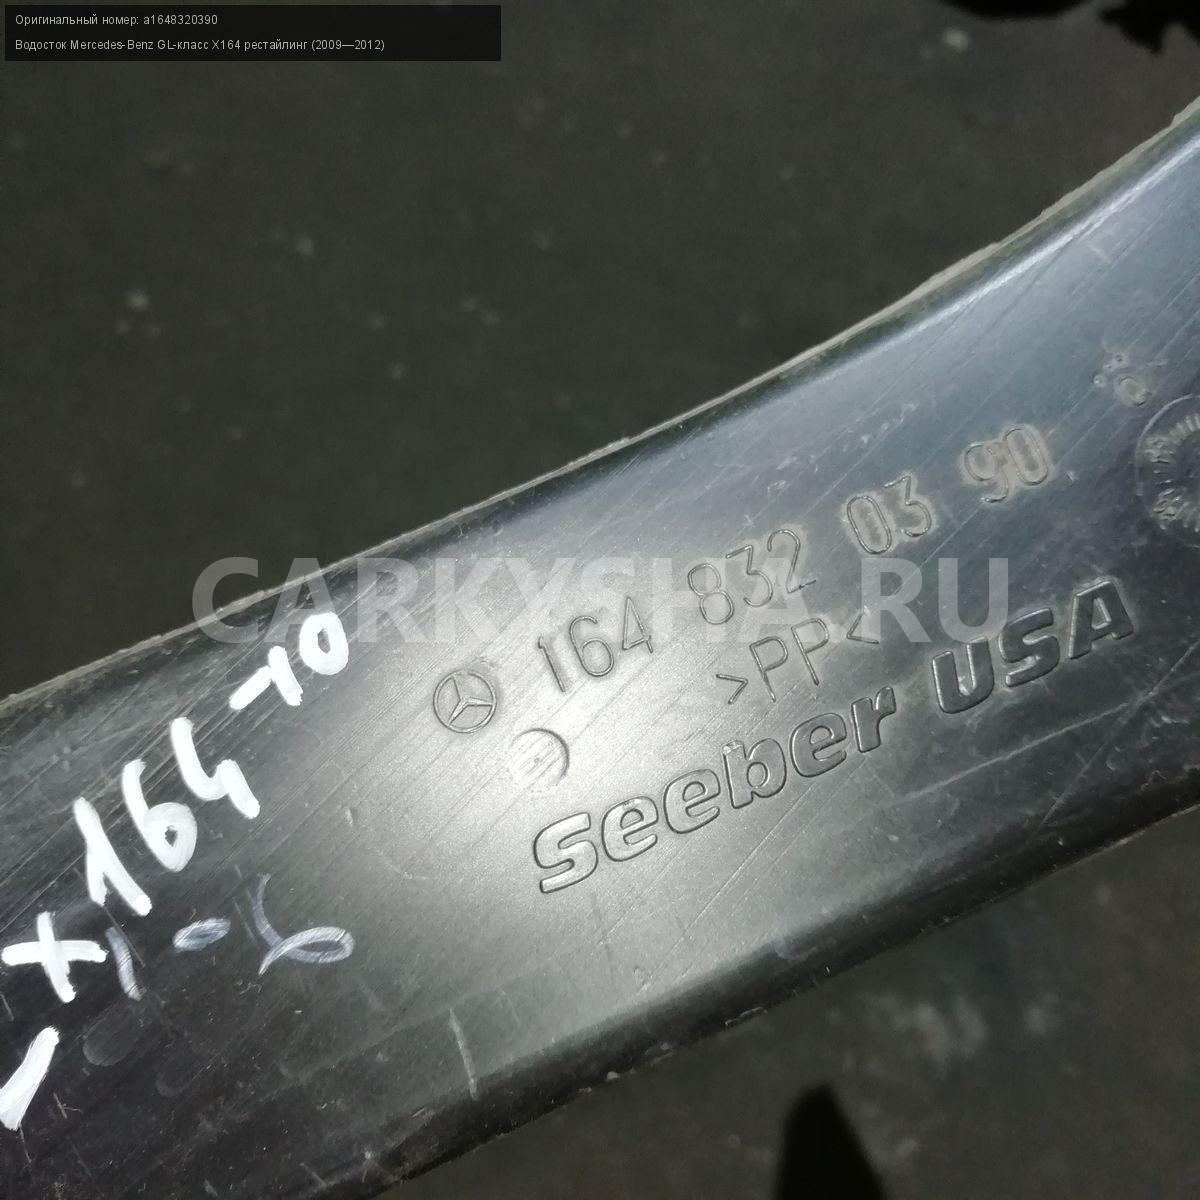 Оригинальный номер: a1648320390
Водосток Mercedes-Benz GL-класс X164 рестайлинг (2009—2012)
164 832 03 90
>PP<
Seeber USA
CARKYSHA.RU
x164-10